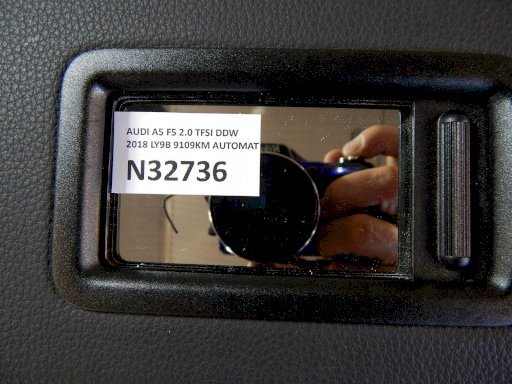 AUDI A5 F5 2.0 TFSI DDW
2018 LY9B 9109KM AUTOMAT
N32736